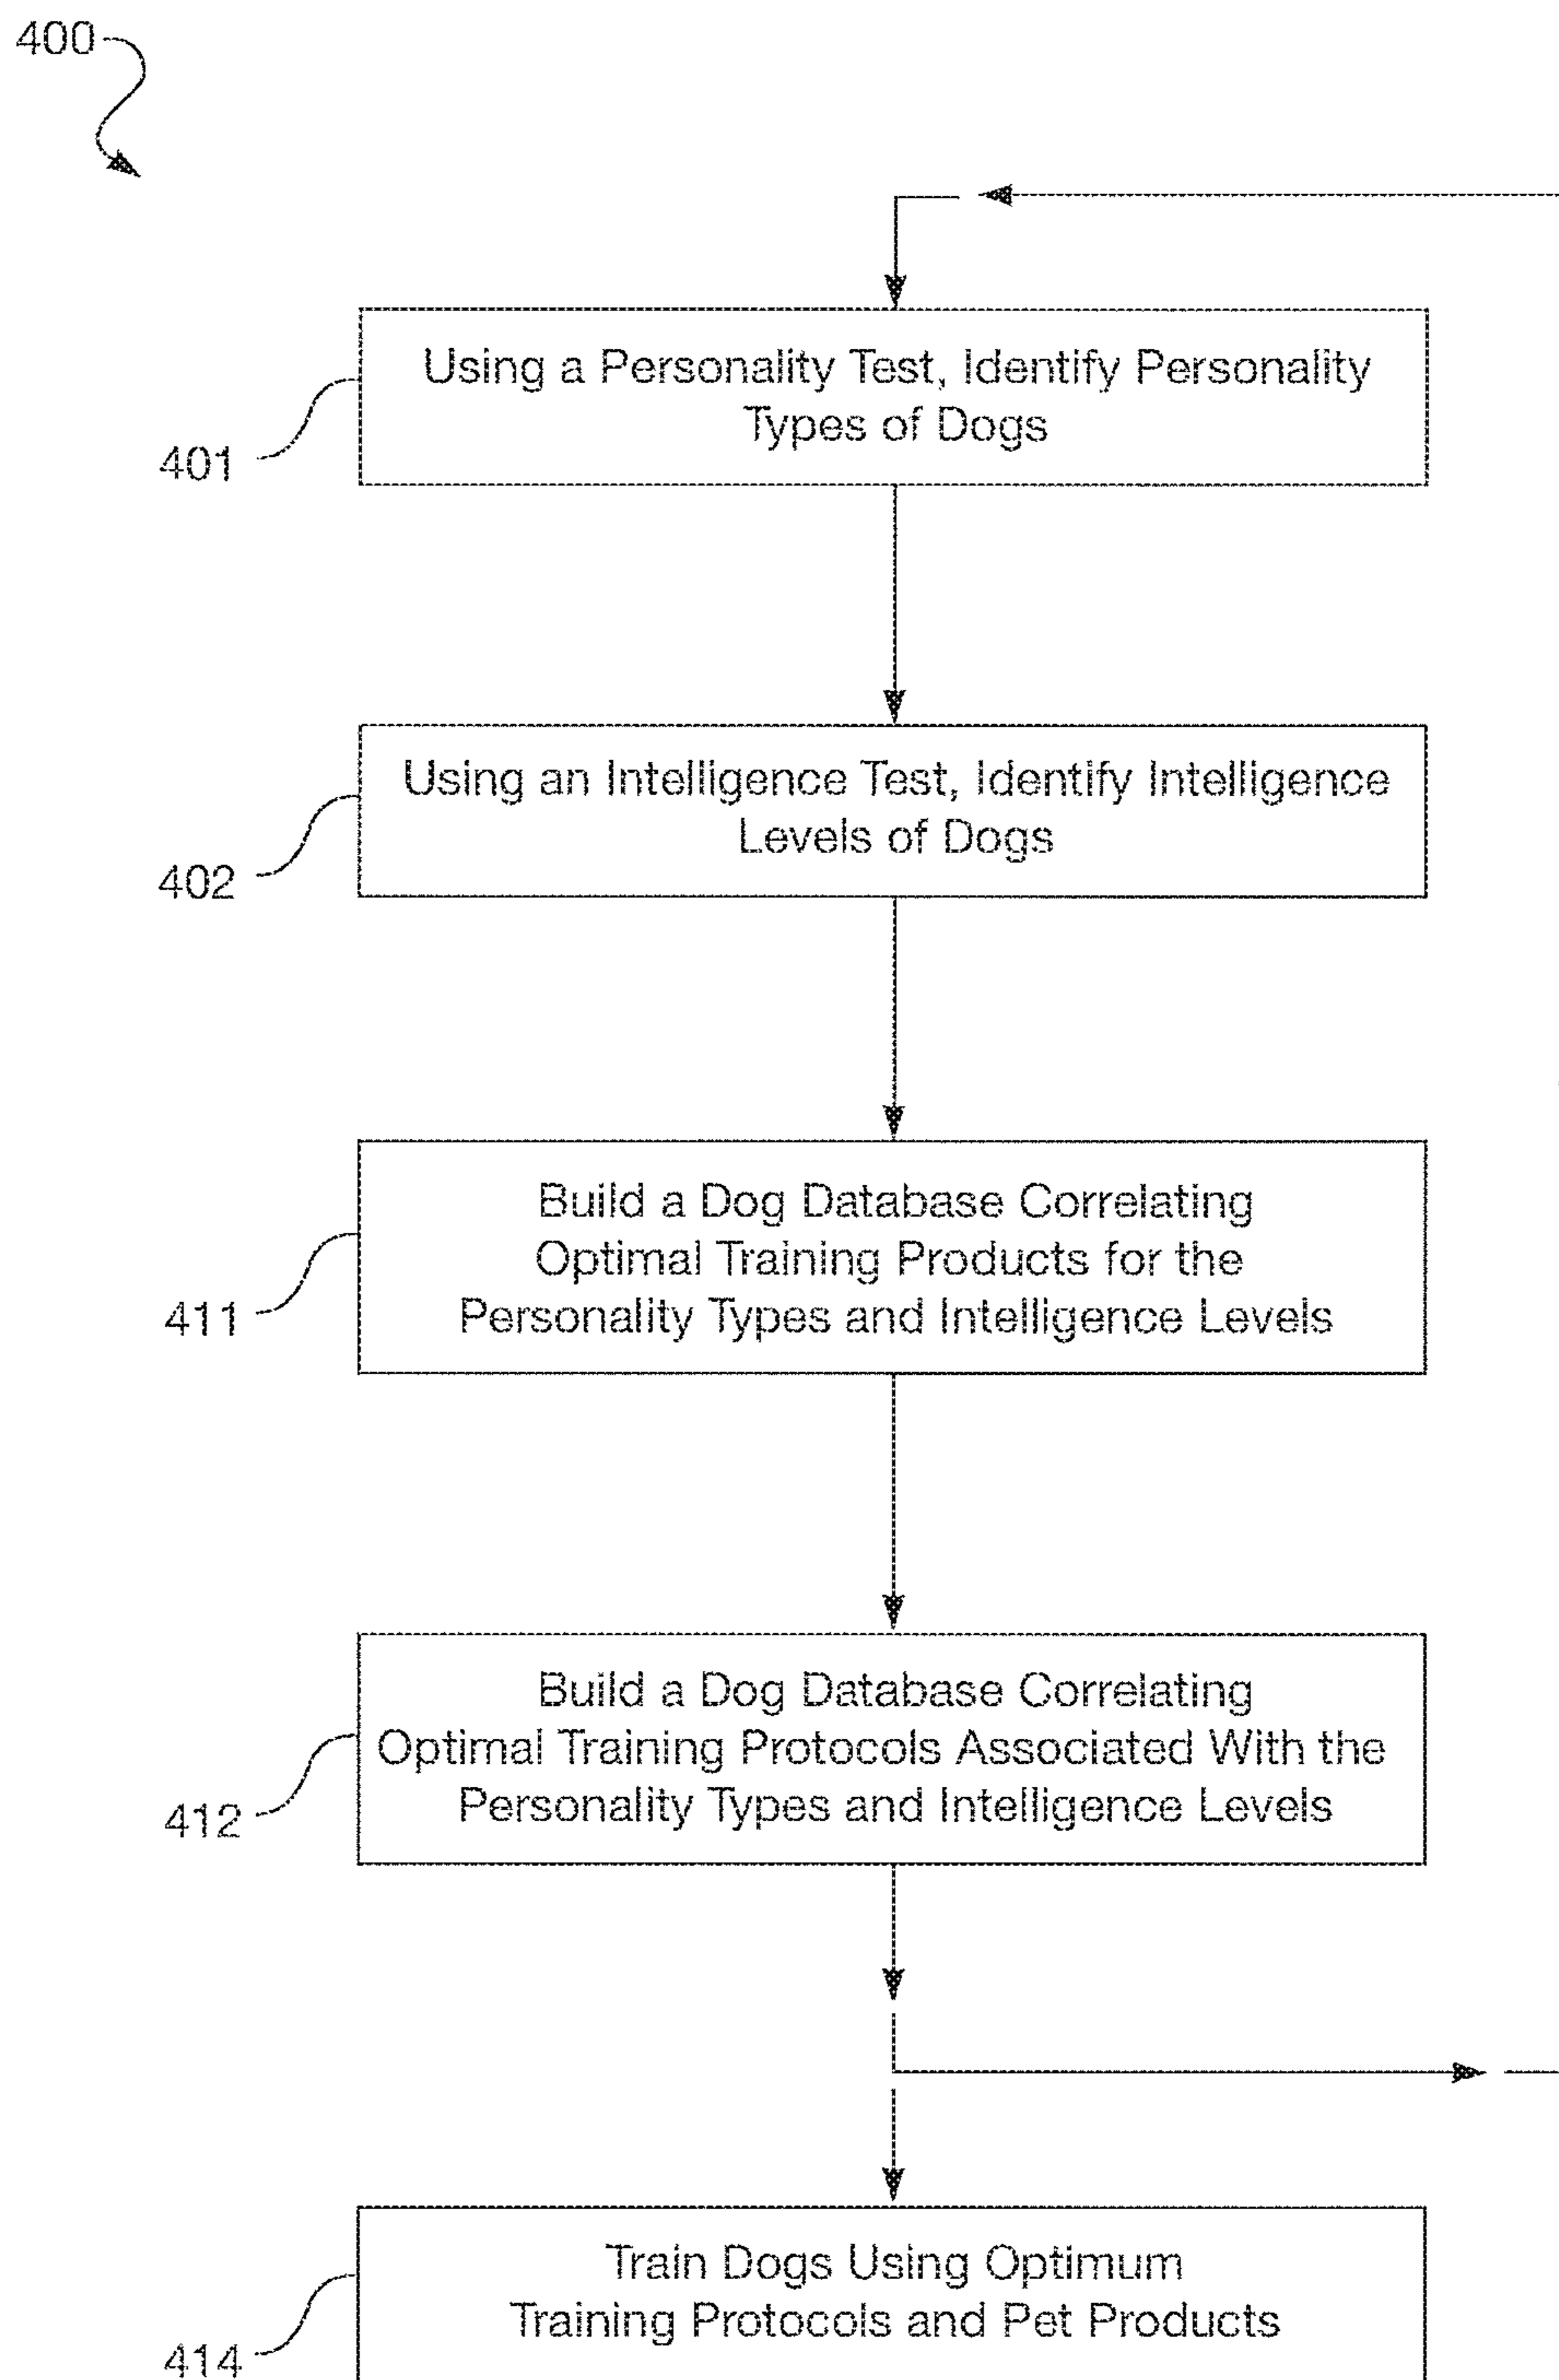 400
Using a Personality Test, Identify Personality
Types of Dogs
401
Using an Intelligence Test, Identify Intelligence
Levels of Dogs
402
Build a Dog Database Correlating
Optimal Training Products for the
Personality Types and Intelligence Levels
411
Build a Dog Database Correlating
Optimal Training Protocols Associated With the
Personality Types and Intelligence Levels
412
Train Dogs Using Optimum
Training Protocols and Pet Products
414